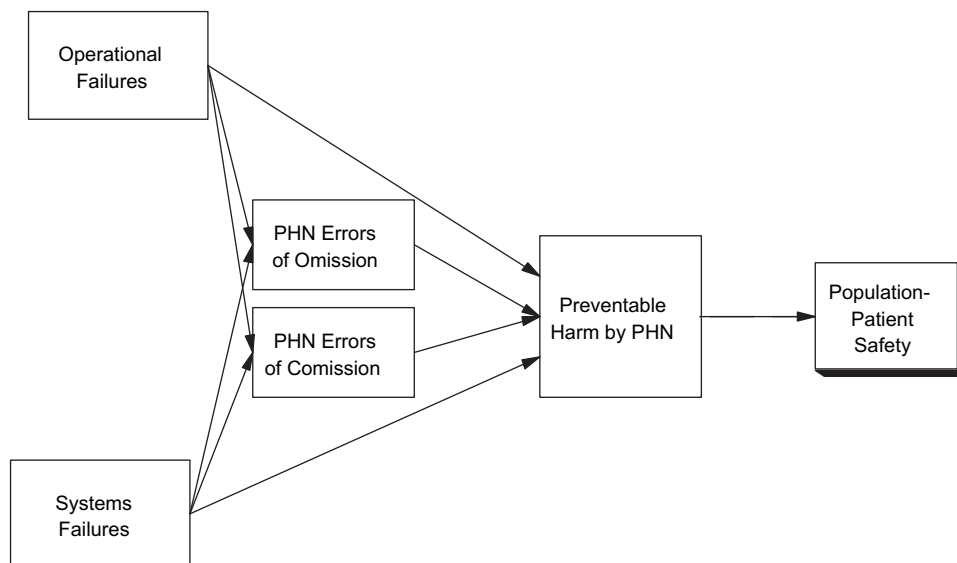 Operational
Failures
PHN Errors
of Omission
PHN Errors
of Comission
Preventable
Harm by PHN
Population-
Patient
Safety
Systems
Failures